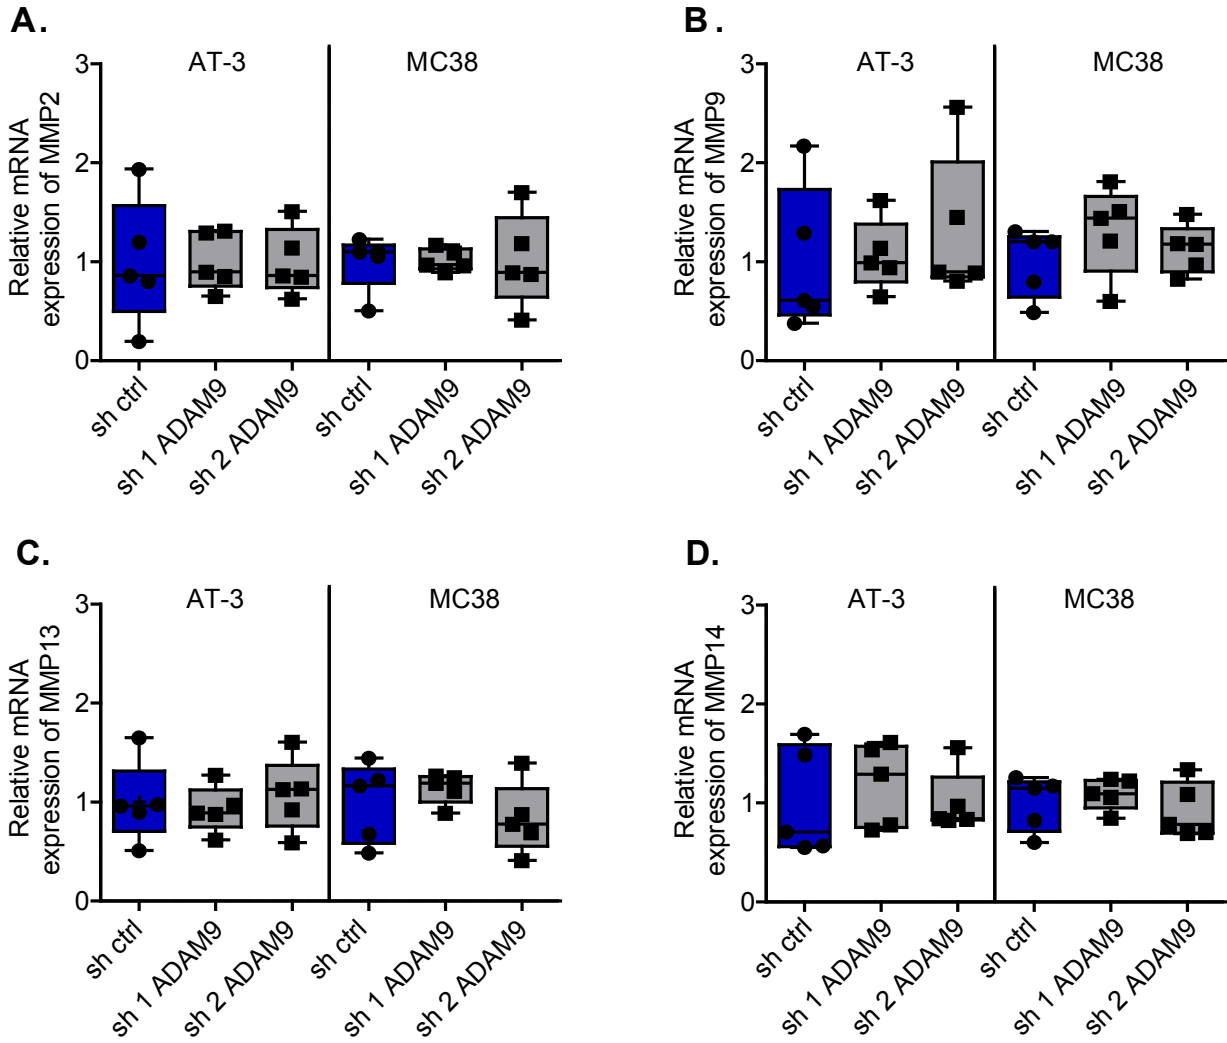 A.
AT-3
MC38
Relative mRNA
expression of MMP2
3
2
1
0
sh ctrl
sh 1 ADAM9
sh 2 ADAM9
sh ctrl
sh 1 ADAM9
sh 2 ADAM9
B.
AT-3
MC38
Relative mRNA
expression of MMP9
3
2
1
0
sh ctrl
sh 1 ADAM9
sh 2 ADAM9
sh ctrl
sh 1 ADAM9
sh 2 ADAM9
C.
AT-3
MC38
Relative mRNA
expression of MMP13
3
2
1
0
sh ctrl
sh 1 ADAM9
sh 2 ADAM9
sh ctrl
sh 1 ADAM9
sh 2 ADAM9
D.
AT-3
MC38
Relative mRNA
expression of MMP14
3
2
1
0
sh ctrl
sh 1 ADAM9
sh 2 ADAM9
sh ctrl
sh 1 ADAM9
sh 2 ADAM9